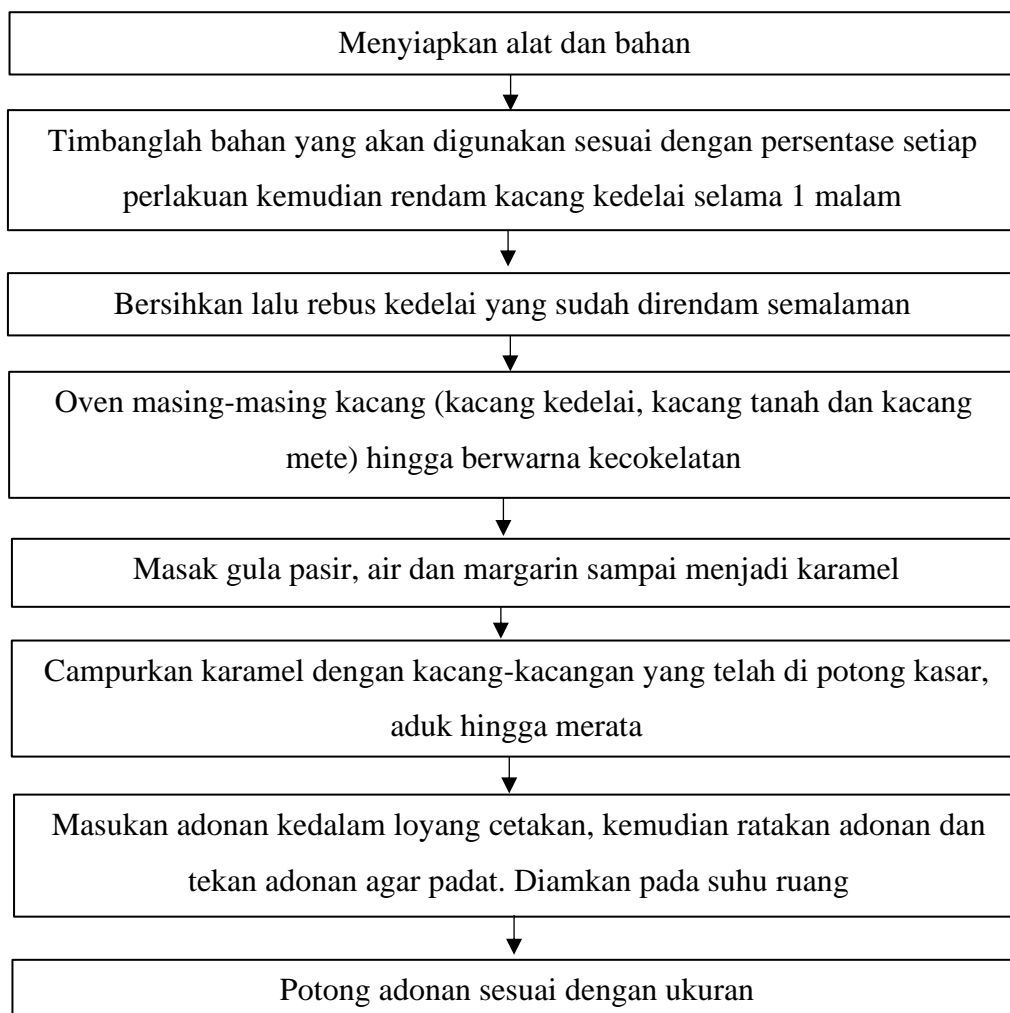 Menyiapkan alat dan bahan
Timbanglah bahan yang akan digunakan sesuai dengan persentase setiap
perlakuan kemudian rendam kacang kedelai selama 1 malam
Bersihkan lalu rebus kedelai yang sudah direndam semalaman
Oven masing-masing kacang (kacang kedelai, kacang tanah dan kacang
mete) hingga berwarna kecokelatan
Masak gula pasir, air dan margarin sampai menjadi karamel
Campurkan karamel dengan kacang-kacangan yang telah di potong kasar,
aduk hingga merata
Masukan adonan kedalam loyang cetakan, kemudian ratakan adonan dan
tekan adonan agar padat. Diamkan pada suhu ruang
Potong adonan sesuai dengan ukuran